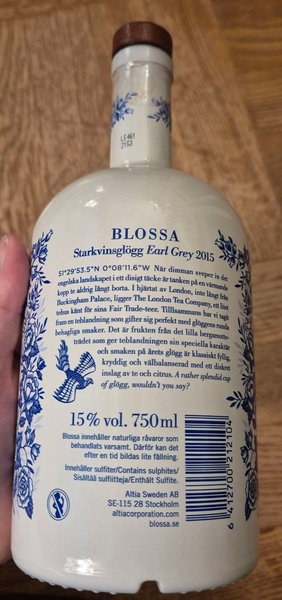 L5 461
2153
BLOSSA
Starkvinsglögg Earl Grey 2015
51°29'53.5"N 0°08'11.6"W När dimman sveper in det
engelska landskapet i ett disigt täcke är tanken på en värmande
kopp te aldrig långt borta. I hjärtat av London, inte långt från
Buckingham Palace, ligger The London Tea Company, ett litet
tehus känt för sina Fair Trade-teer. Tillsammans har vi tagit
fram en teblandning som gifter sig perfekt med glöggens runda
behagliga smaker. Det är frukten från det lilla bergamott-
trädet som ger teblandningen sin speciella karaktär
och smaken på årets glögg är klassiskt fyllig,
kryddig och välbalanserad med ett diskret
inslag av te och citrus. A rather splendid cup
of glögg, wouldn't you say?
15% vol. 750 ml
Blossa innehåller naturliga råvaror som
behandlats varsamt. Därför kan det
efter en tid bildas lite fällning.
Innehåller sulfiter/Contains sulphites/
Sisältää sulfiitteja/Enthält Sulfite.
Altia Sweden AB
SE-115 28 Stockholm
altiacorporation.com
blossa.se
6 412700 212104